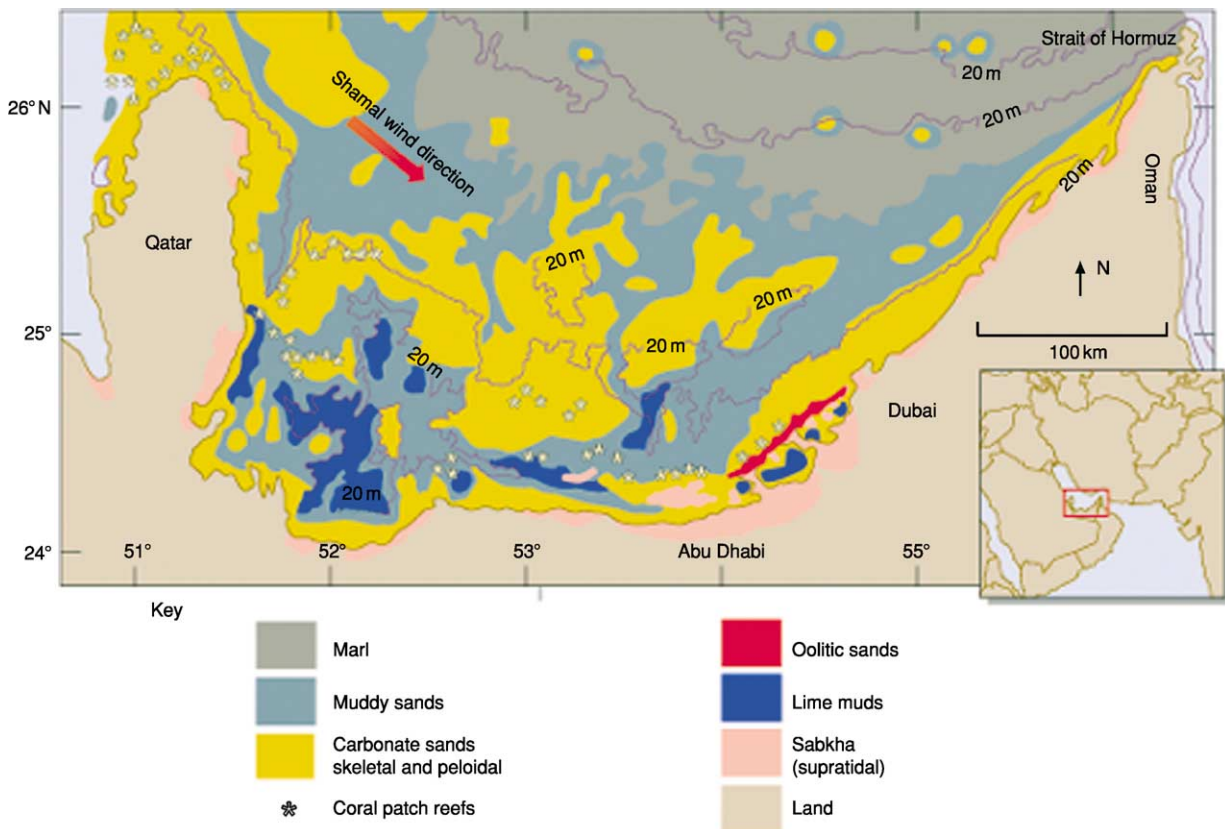 Strait of Hormuz
20 m
26° N
20 m
Shamal wind direction
Oman
20 m
Qatar
20 m
N
20 m
25°
20 m
20 m
100 km
Dubai
20 m
24°
51°
52°
53°
Abu Dhabi
55°
Key
Marl
Muddy sands
Carbonate sands
skeletal and peloidal
Coral patch reefs
Oolitic sands
Lime muds
Sabkha
(supratidal)
Land